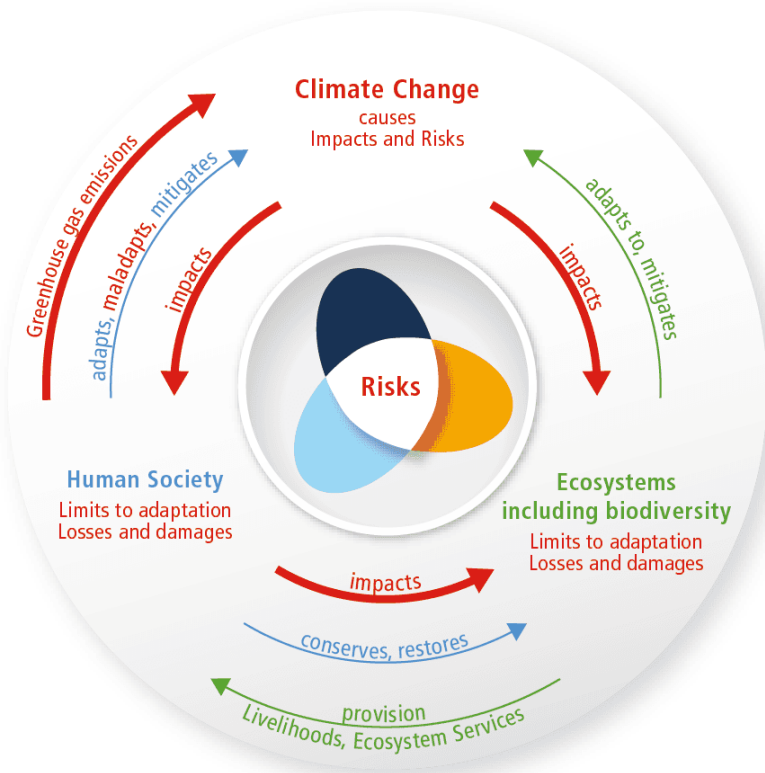 Climate Change
causes
Impacts and Risks
Greenhouse gas emissions
adapts, maladapts, mitigates
impacts
impacts
adapts to, mitigates
Risks
Human Society
Limits to adaptation
Losses and damages
Ecosystems
including biodiversity
Limits to adaptation
Losses and damages
impacts
conserves, restores
provision
Livelihoods, Ecosystem Services